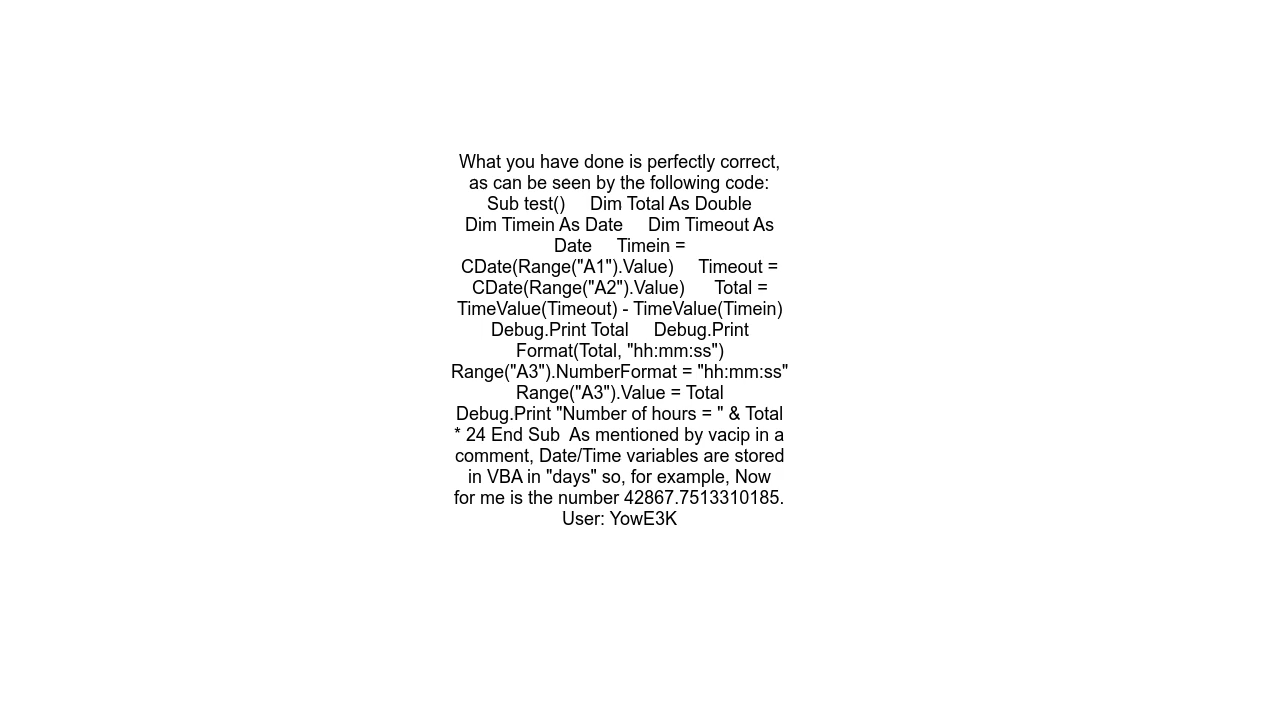 What you have done is perfectly correct,
as can be seen by the following code:
Sub test()     Dim Total As Double
Dim Timein As Date     Dim Timeout As
Date     Timein =
CDate(Range("A1").Value)     Timeout =
CDate(Range("A2").Value)      Total =
TimeValue(Timeout) - TimeValue(Timein)
Debug.Print Total     Debug.Print
Format(Total, "hh:mm:ss")
Range("A3").NumberFormat = "hh:mm:ss"
Range("A3").Value = Total
Debug.Print "Number of hours = " & Total
* 24 End Sub  As mentioned by vacip in a
comment, Date/Time variables are stored
in VBA in "days" so, for example, Now
for me is the number 42867.7513310185.
User: YowE3K